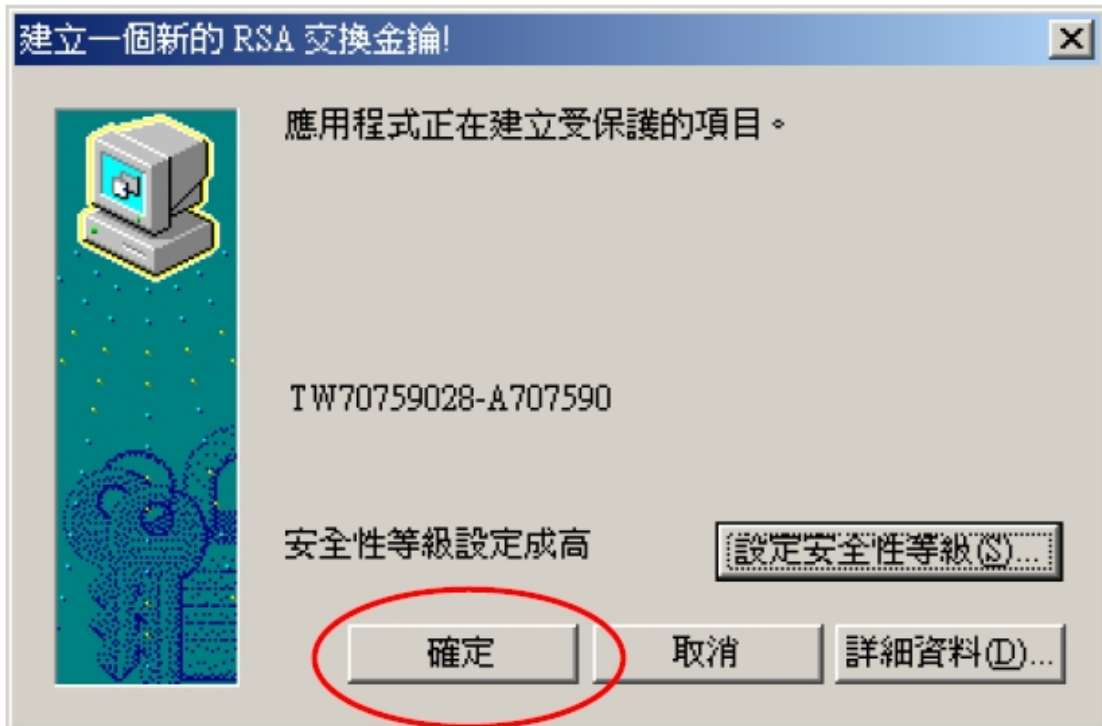 建立一個新的 RSA 交換金鑰!
應用程式正在建立受保護的項目。
TW70759028-A707590
安全性等級設定成高
設定安全性等級(S)...
確定
取消
詳細資料(D)...